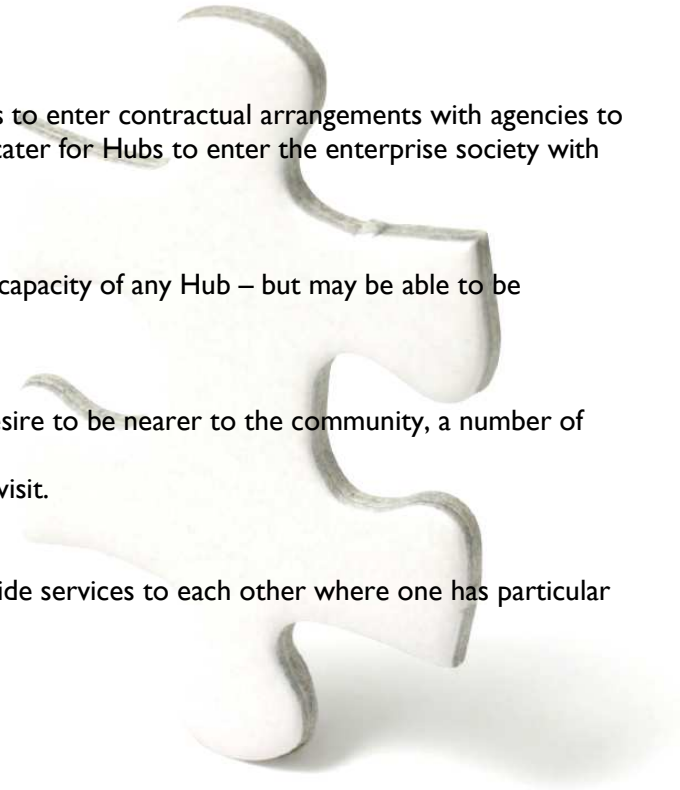 to enter contractual arrangements with agencies to
cater for Hubs to enter the enterprise society with
capacity of any Hub – but may be able to be
to be nearer to the community, a number of
visit.
services to each other where one has particular